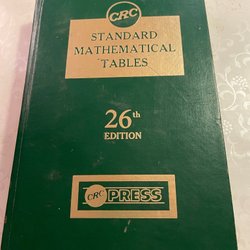 CRC
STANDARD
MATHEMATICAL
TABLES
26th
EDITION
CRC PRESS